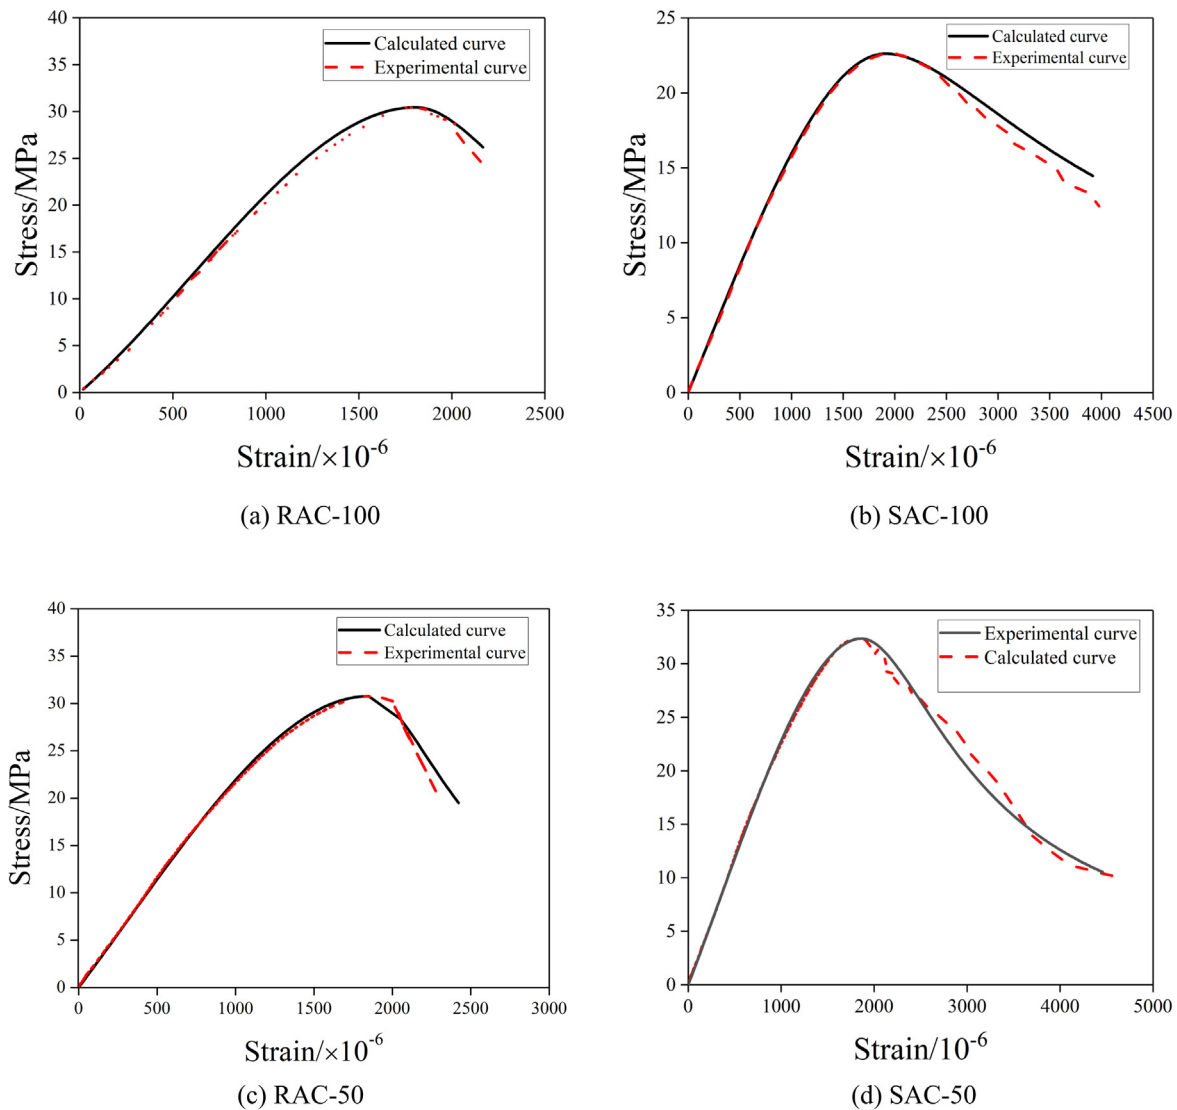 40
35
30
25
20
15
10
5
0
Stress/MPa
Calculated curve
Experimental curve
0 500 1000 1500 2000 2500
Strain/×10⁻⁶
(a) RAC-100
25
20
15
10
5
0
Stress/MPa
Calculated curve
Experimental curve
0 500 1000 1500 2000 2500 3000 3500 4000 4500
Strain/×10⁻⁶
(b) SAC-100
40
35
30
25
20
15
10
5
0
Stress/MPa
Calculated curve
Experimental curve
0 500 1000 1500 2000 2500 3000
Strain/×10⁻⁶
(c) RAC-50
35
30
25
20
15
10
5
0
Stress/MPa
Experimental curve
Calculated curve
0 1000 2000 3000 4000 5000
Strain/10⁻⁶
(d) SAC-50